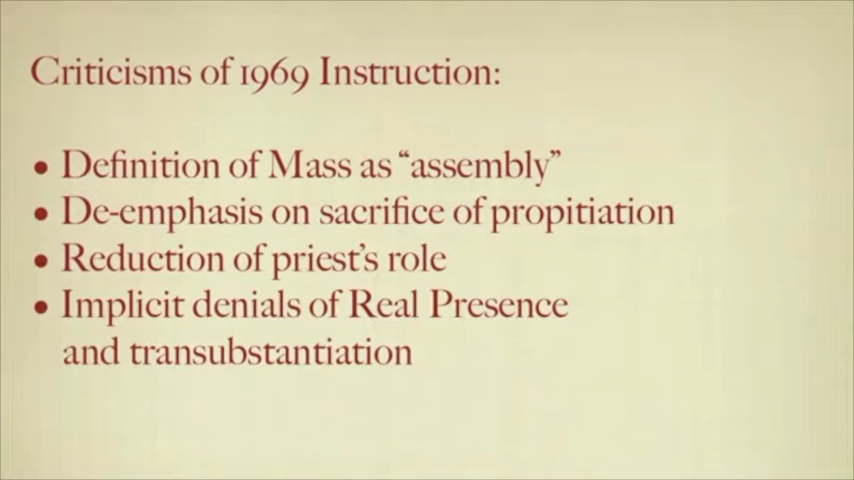 Criticisms of 1969 Instruction:
• Definition of Mass as “assembly”
• De-emphasis on sacrifice of propitiation
• Reduction of priest’s role
• Implicit denials of Real Presence
and transubstantiation